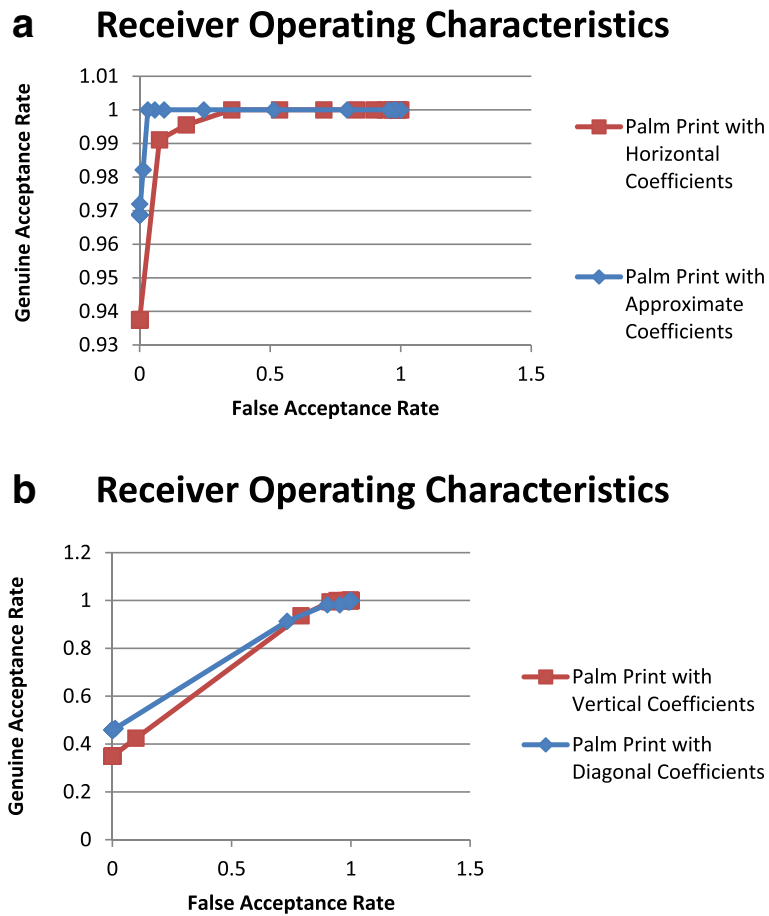 a
Receiver Operating Characteristics
Genuine Acceptance Rate
1.01
1
0.99
0.98
0.97
0.96
0.95
0.94
0.93
0
0.5
1
1.5
False Acceptance Rate
Palm Print with
Horizontal
Coefficients
Palm Print with
Approximate
Coefficients
b
Receiver Operating Characteristics
Genuine Acceptance Rate
1.2
1
0.8
0.6
0.4
0.2
0
0
0.5
1
1.5
False Acceptance Rate
Palm Print with
Vertical Coefficients
Palm Print with
Diagonal Coefficients